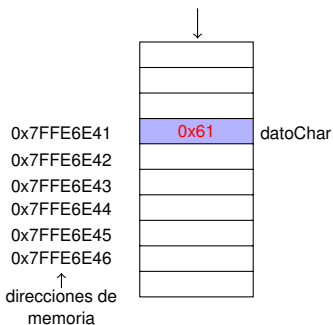 0x7FFE6E41 0x61 datoChar
0x7FFE6E42
0x7FFE6E43
0x7FFE6E44
0x7FFE6E45
0x7FFE6E46
direcciones de
memoria